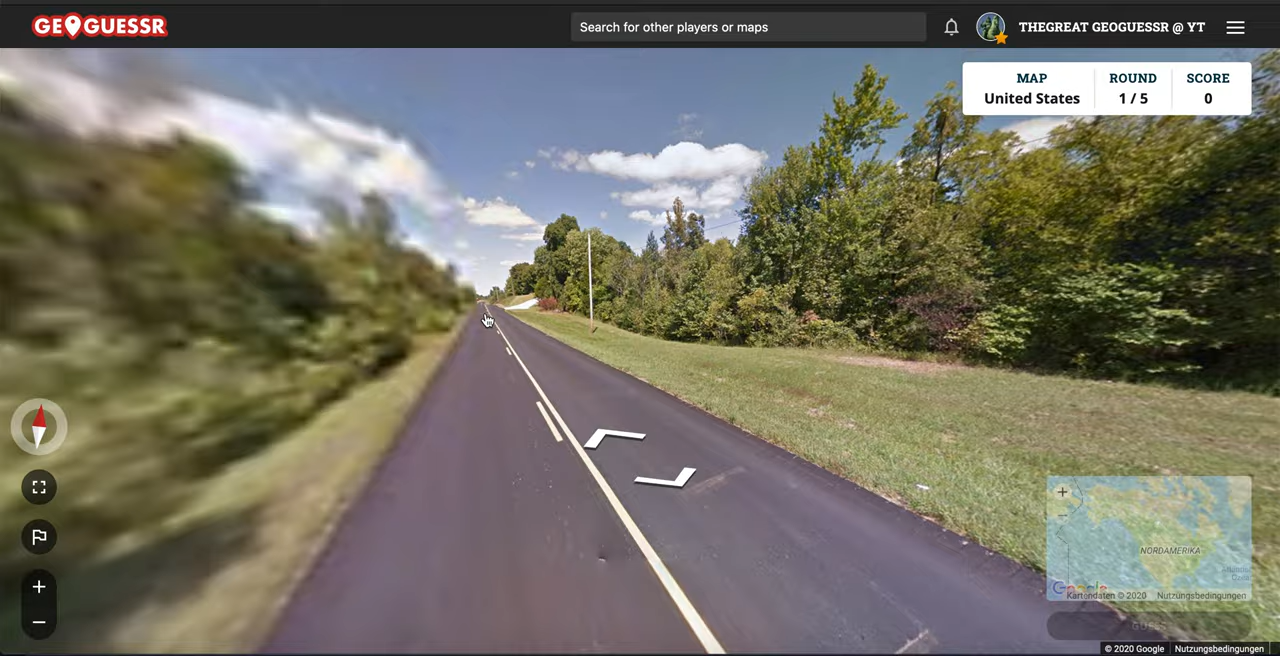 GEOGUESSR
Search for other players or maps
THEGREAT GEOGUESSR @ YT
MAP
United States
ROUND
1 / 5
SCORE
0
NORDAMERIKA
Google
Kartendaten © 2020 Nutzungsbedingungen
© 2020 Google Nutzungsbedingungen